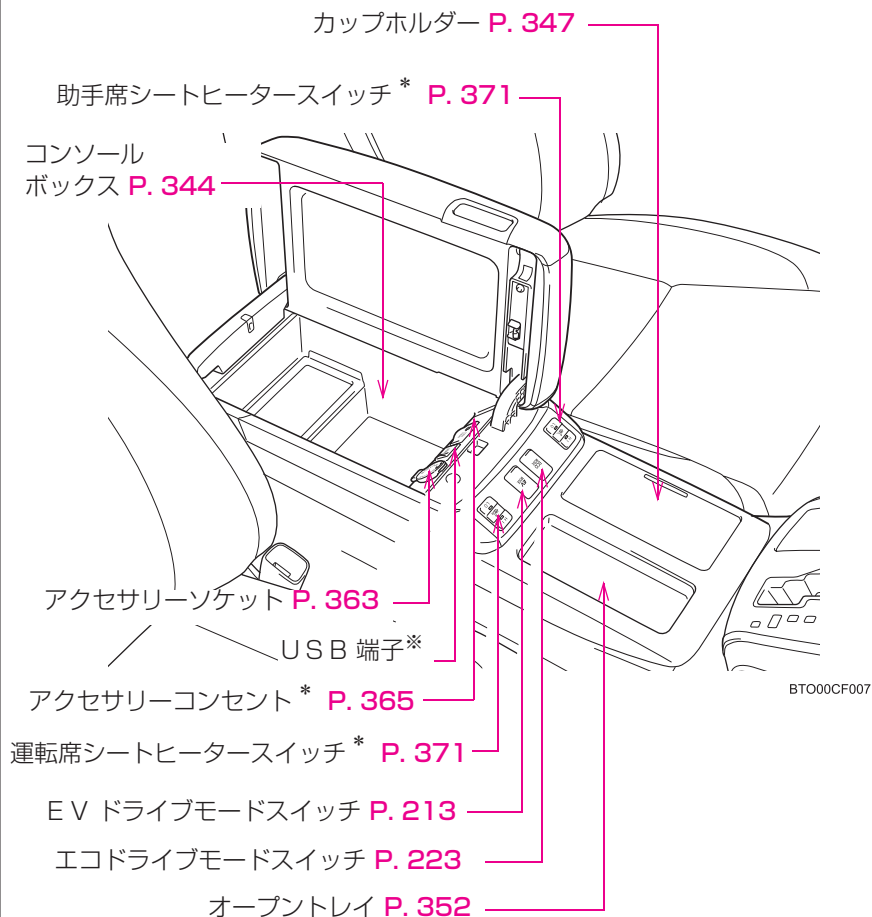 カップホルダー P. 347
助手席シートヒータースイッチ* P. 371
コンソール
ボックス P. 344
アクセサリーソケット P. 363
ＵＳＢ 端子※
BTO00CF007
アクセサリーコンセント* P. 365
運転席シートヒータースイッチ* P. 371
ＥＶ ドライブモードスイッチ P. 213
エコドライブモードスイッチ P. 223
オープントレイ P. 352